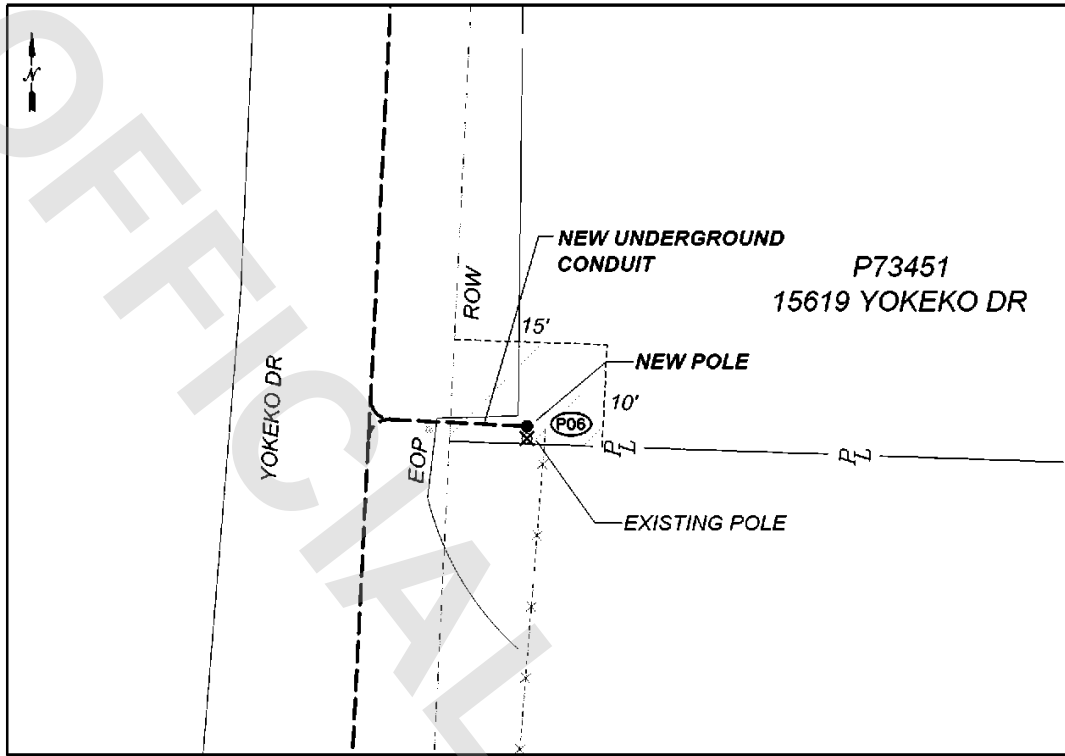 N
NEW UNDERGROUND
CONDUIT
P73451
15619 YOKEKO DR
ROW
15'
NEW POLE
10'
P06
YOKEKO DR
EOP
PL
PL
EXISTING POLE
OFFICIAL